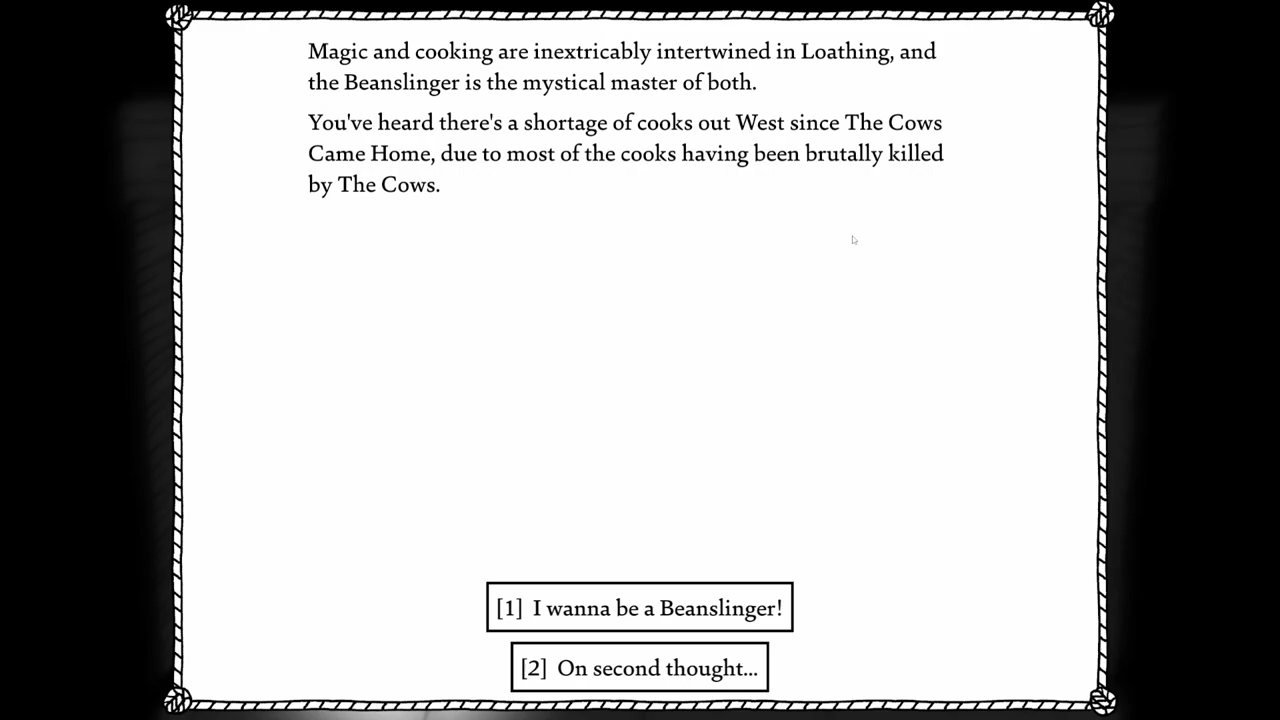 Magic and cooking are inextricably intertwined in Loathing, and
the Beanslinger is the mystical master of both.
You've heard there's a shortage of cooks out West since The Cows
Came Home, due to most of the cooks having been brutally killed
by The Cows.
[1] I wanna be a Beanslinger!
[2] On second thought...